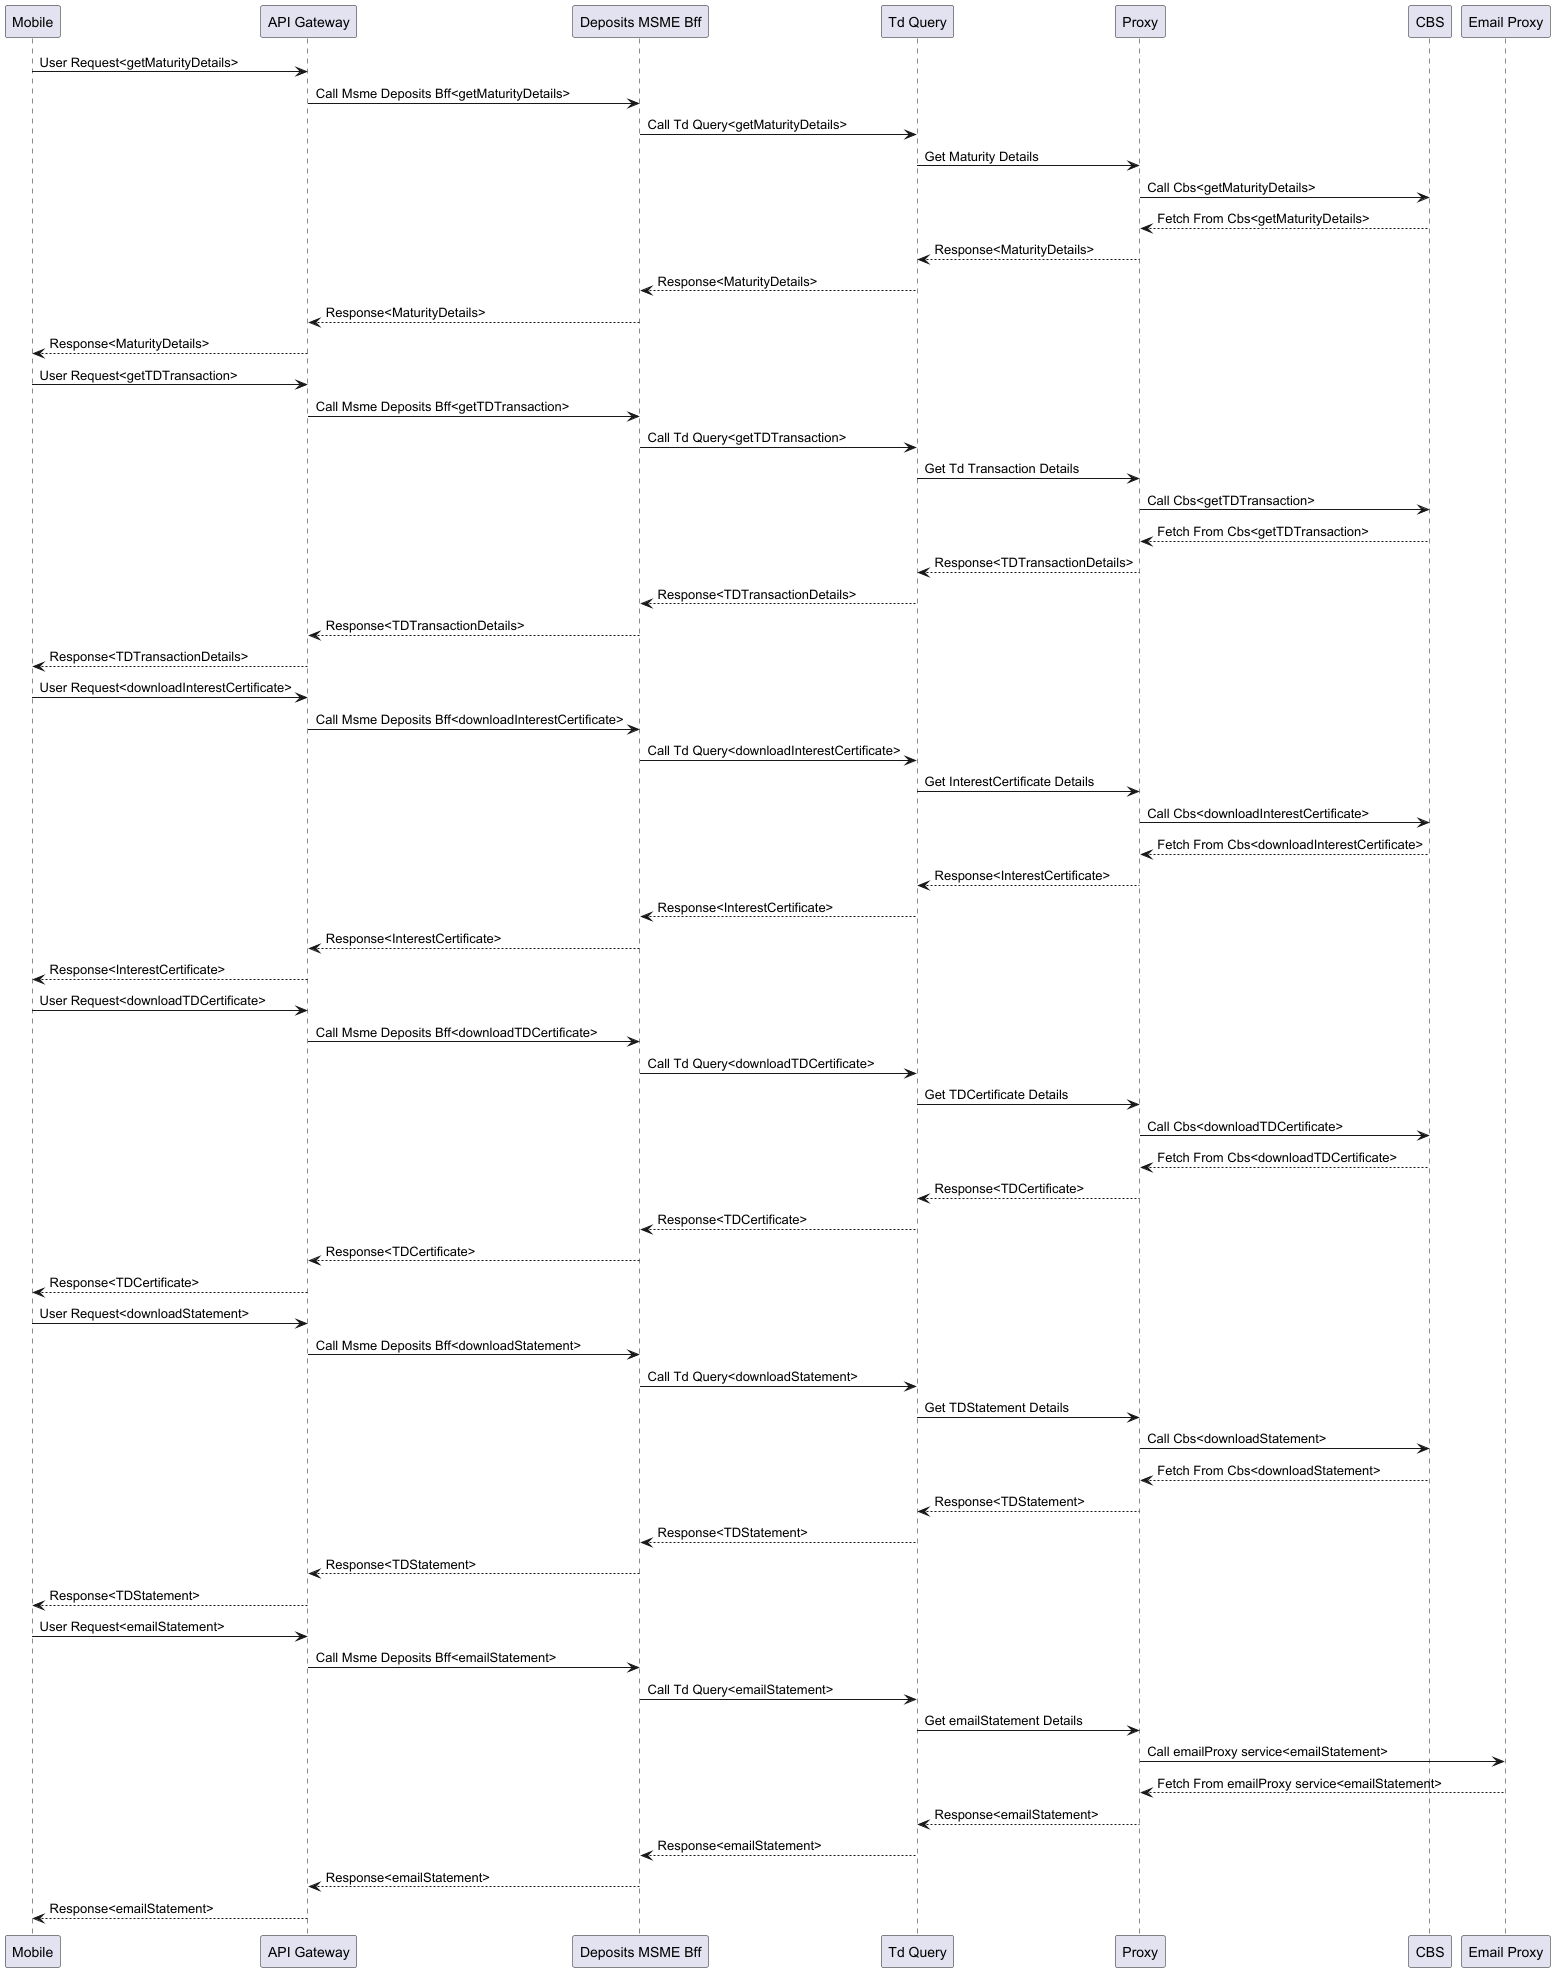 Mobile
API Gateway
Deposits MSME Bff
Td Query
Proxy
CBS
Email Proxy
User Request<getMaturityDetails>
Call Msme Deposits Bff<getMaturityDetails>
Call Td Query<getMaturityDetails>
Get Maturity Details
Call Cbs<getMaturityDetails>
Fetch From Cbs<getMaturityDetails>
Response<MaturityDetails>
Response<MaturityDetails>
Response<MaturityDetails>
Response<MaturityDetails>
User Request<getTDTransaction>
Call Msme Deposits Bff<getTDTransaction>
Call Td Query<getTDTransaction>
Get Td Transaction Details
Call Cbs<getTDTransaction>
Fetch From Cbs<getTDTransaction>
Response<TDTransactionDetails>
Response<TDTransactionDetails>
Response<TDTransactionDetails>
Response<TDTransactionDetails>
User Request<downloadInterestCertificate>
Call Msme Deposits Bff<downloadInterestCertificate>
Call Td Query<downloadInterestCertificate>
Get InterestCertificate Details
Call Cbs<downloadInterestCertificate>
Fetch From Cbs<downloadInterestCertificate>
Response<InterestCertificate>
Response<InterestCertificate>
Response<InterestCertificate>
Response<InterestCertificate>
User Request<downloadTDCertificate>
Call Msme Deposits Bff<downloadTDCertificate>
Call Td Query<downloadTDCertificate>
Get TDCertificate Details
Call Cbs<downloadTDCertificate>
Fetch From Cbs<downloadTDCertificate>
Response<TDCertificate>
Response<TDCertificate>
Response<TDCertificate>
Response<TDCertificate>
User Request<downloadStatement>
Call Msme Deposits Bff<downloadStatement>
Call Td Query<downloadStatement>
Get TDStatement Details
Call Cbs<downloadStatement>
Fetch From Cbs<downloadStatement>
Response<TDStatement>
Response<TDStatement>
Response<TDStatement>
Response<TDStatement>
User Request<emailStatement>
Call Msme Deposits Bff<emailStatement>
Call Td Query<emailStatement>
Get emailStatement Details
Call emailProxy service<emailStatement>
Fetch From emailProxy service<emailStatement>
Response<emailStatement>
Response<emailStatement>
Response<emailStatement>
Response<emailStatement>
Mobile
API Gateway
Deposits MSME Bff
Td Query
Proxy
CBS
Email Proxy